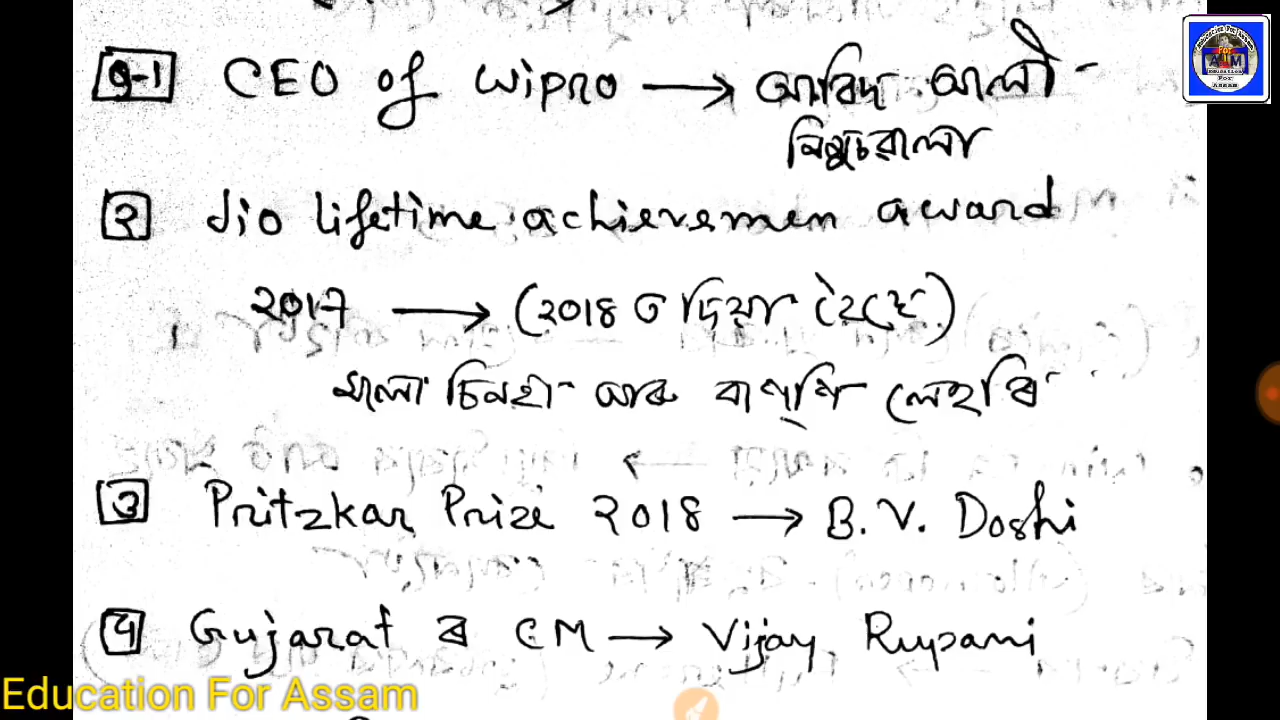 Q-1 CEO of Wipro → আবিদ আলী
নিমুচৱালা
২ Jio lifetime achievemen award
2017 → (2018 ত দিয়া হৈছে)
মালা চিনহা আৰু বাপ্পি লেহৰি
৩ Pritzkar Prize 2018 → B. V. Doshi
৪ Gujarat ৰ CM → Vijay Rupani
Education For Assam